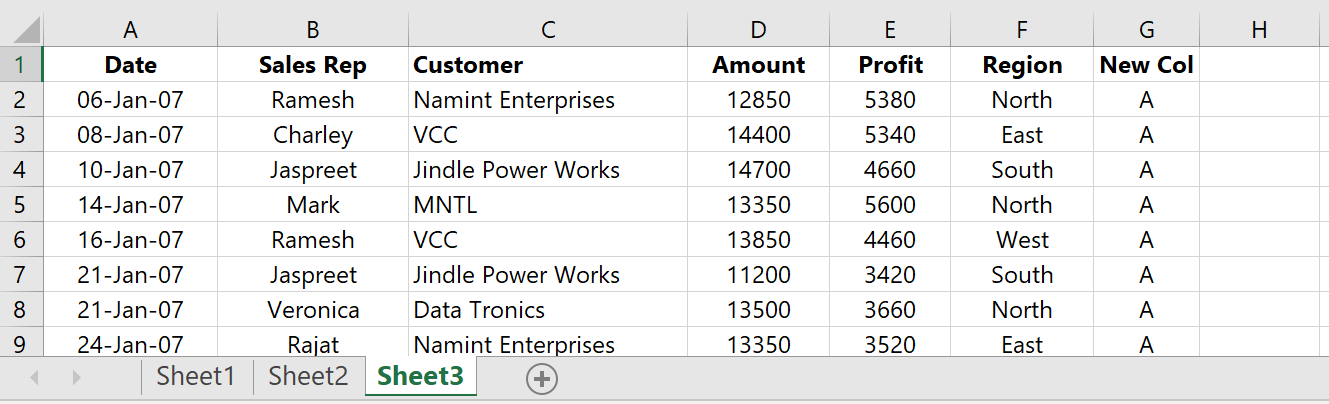 A B C D E F G H
1 Date Sales Rep Customer Amount Profit Region New Col
2 06-Jan-07 Ramesh Namint Enterprises 12850 5380 North A
3 08-Jan-07 Charley VCC 14400 5340 East A
4 10-Jan-07 Jaspreet Jindle Power Works 14700 4660 South A
5 14-Jan-07 Mark MNTL 13350 5600 North A
6 16-Jan-07 Ramesh VCC 13850 4460 West A
7 21-Jan-07 Jaspreet Jindle Power Works 11200 3420 South A
8 21-Jan-07 Veronica Data Tronics 13500 3660 North A
9 24-Jan-07 Rajat Namint Enterprises 13350 3520 East A
Sheet1 Sheet2 Sheet3